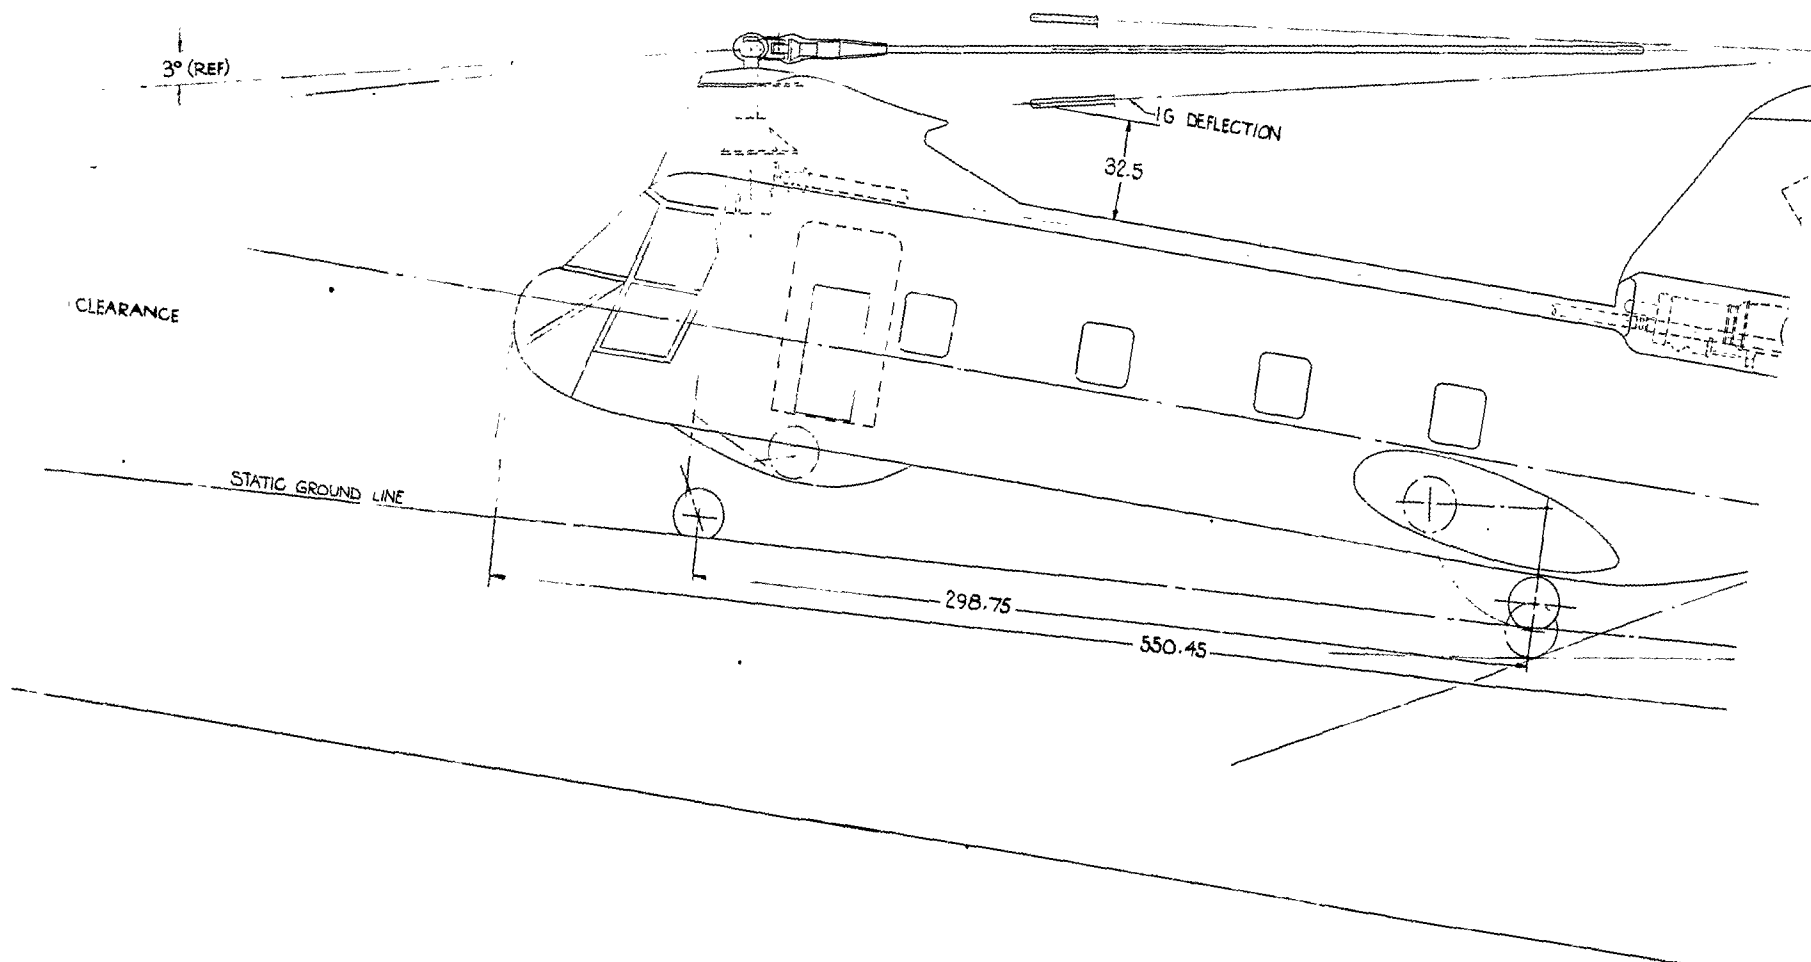 3° (REF)
1G DEFLECTION
32.5
CLEARANCE
STATIC GROUND LINE
298.75
550.45